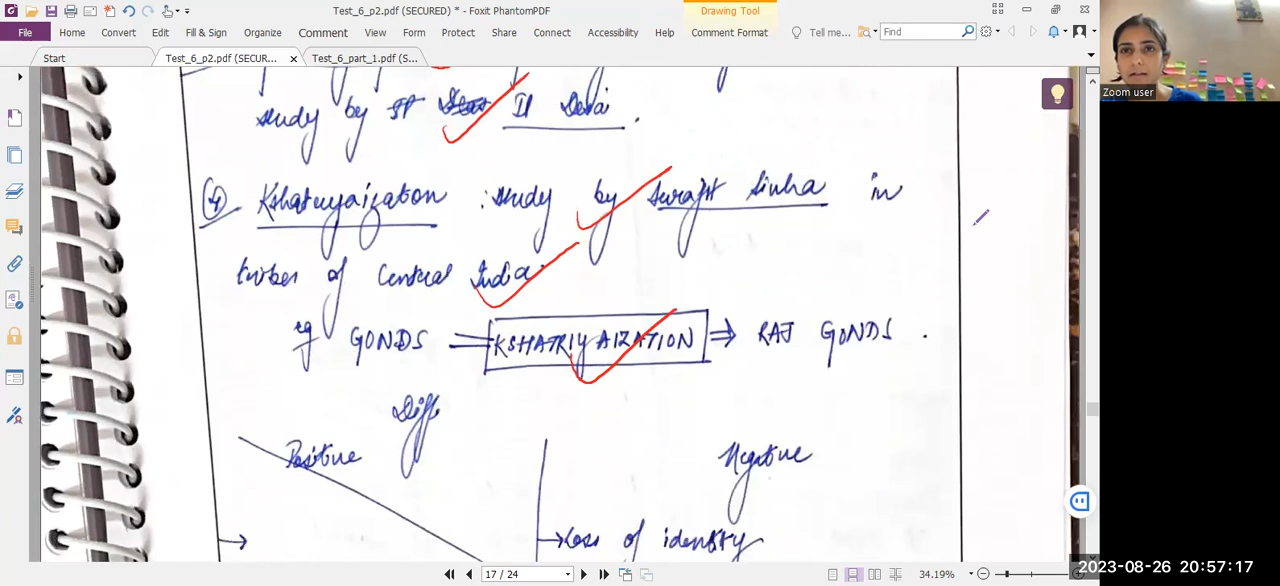 Test_6_p2.pdf (SECURED) * - Foxit PhantomPDF
Drawing Tool
File Home Convert Edit Fill & Sign Organize Comment View Form Protect Share Connect Accessibility Help Comment Format Tell me... Find
Start Test_6_p2.pdf (SECUR... × Test_6_part_1.pdf (S...
Zoom user
study by II Desai.
(4) Kshatriyaization : study by Surajit Sinha in
tribes of Central India.
eg GONDS = KSHATRIYAIZATION ⇒ RAJ GONDS .
Diff
Positive Negative
→ → Loss of identity
17 / 24 34.19%
2023-08-26 20:57:17